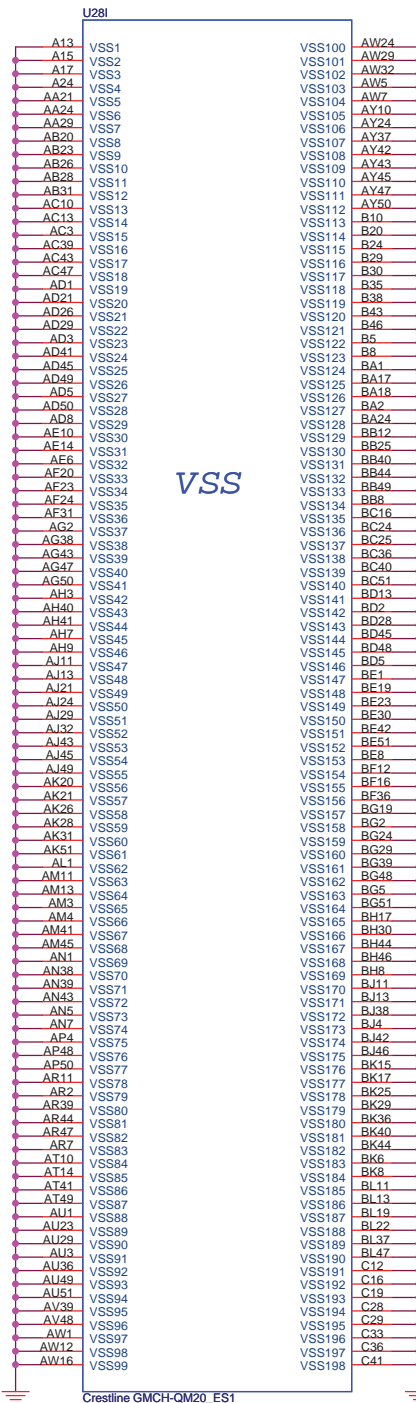 U28I
A13 VSS1 VSS100 AW24
A15 VSS2 VSS101 AW29
A17 VSS3 VSS102 AW32
A24 VSS4 VSS103 AW5
AA21 VSS5 VSS104 AW7
AA24 VSS6 VSS105 AY10
AA29 VSS7 VSS106 AY24
AB20 VSS8 VSS107 AY37
AB23 VSS9 VSS108 AY42
AB26 VSS10 VSS109 AY43
AB28 VSS11 VSS110 AY45
AB31 VSS12 VSS111 AY47
AC10 VSS13 VSS112 AY50
AC13 VSS14 VSS113 B10
AC3 VSS15 VSS114 B20
AC39 VSS16 VSS115 B24
AC43 VSS17 VSS116 B29
AC47 VSS18 VSS117 B30
AD1 VSS19 VSS118 B35
AD21 VSS20 VSS119 B38
AD26 VSS21 VSS120 B43
AD29 VSS22 VSS121 B46
AD3 VSS23 VSS122 B5
AD41 VSS24 VSS123 B8
AD45 VSS25 VSS124 BA1
AD49 VSS26 VSS125 BA17
AD5 VSS27 VSS126 BA18
AD50 VSS28 VSS127 BA2
AD8 VSS29 VSS128 BA24
AE10 VSS30 VSS129 BB12
AE14 VSS31 VSS130 BB25
AE6 VSS32 VSS131 BB40
AF20 VSS33 VSS132 BB44
AF23 VSS34 VSS133 BB49
AF24 VSS35 VSS134 BB8
AF31 VSS36 VSS135 BC16
AG2 VSS37 VSS136 BC24
AG38 VSS38 VSS137 BC25
AG43 VSS39 VSS138 BC36
AG47 VSS40 VSS139 BC40
AG50 VSS41 VSS140 BC51
AH3 VSS42 VSS141 BD13
AH40 VSS43 VSS142 BD2
AH41 VSS44 VSS143 BD28
AH7 VSS45 VSS144 BD45
AH9 VSS46 VSS145 BD48
AJ11 VSS47 VSS146 BD5
AJ13 VSS48 VSS147 BE1
AJ21 VSS49 VSS148 BE19
AJ24 VSS50 VSS149 BE23
AJ29 VSS51 VSS150 BE30
AJ32 VSS52 VSS151 BE42
AJ43 VSS53 VSS152 BE51
AJ45 VSS54 VSS153 BE8
AJ49 VSS55 VSS154 BF12
AK20 VSS56 VSS155 BF16
AK21 VSS57 VSS156 BF36
AK26 VSS58 VSS157 BG19
AK28 VSS59 VSS158 BG2
AK31 VSS60 VSS159 BG24
AK51 VSS61 VSS160 BG29
AL1 VSS62 VSS161 BG39
AM11 VSS63 VSS162 BG48
AM13 VSS64 VSS163 BG5
AM3 VSS65 VSS164 BG51
AM4 VSS66 VSS165 BH17
AM41 VSS67 VSS166 BH30
AM45 VSS68 VSS167 BH44
AN1 VSS69 VSS168 BH46
AN38 VSS70 VSS169 BH8
AN39 VSS71 VSS170 BJ11
AN43 VSS72 VSS171 BJ13
AN5 VSS73 VSS172 BJ38
AN7 VSS74 VSS173 BJ4
AP4 VSS75 VSS174 BJ42
AP48 VSS76 VSS175 BJ46
AP50 VSS77 VSS176 BK15
AR11 VSS78 VSS177 BK17
AR2 VSS79 VSS178 BK25
AR39 VSS80 VSS179 BK29
AR44 VSS81 VSS180 BK36
AR47 VSS82 VSS181 BK40
AR7 VSS83 VSS182 BK44
AT10 VSS84 VSS183 BK6
AT14 VSS85 VSS184 BK8
AT41 VSS86 VSS185 BL11
AT49 VSS87 VSS186 BL13
AU1 VSS88 VSS187 BL19
AU23 VSS89 VSS188 BL22
AU29 VSS90 VSS189 BL37
AU3 VSS91 VSS190 BL47
AU36 VSS92 VSS191 C12
AU49 VSS93 VSS192 C16
AU51 VSS94 VSS193 C19
AV39 VSS95 VSS194 C28
AV48 VSS96 VSS195 C29
AW1 VSS97 VSS196 C33
AW12 VSS98 VSS197 C36
AW16 VSS99 VSS198 C41
VSS
Crestline GMCH-QM20_ES1